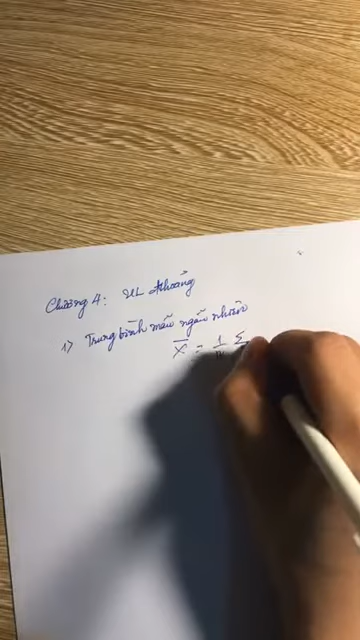 Chương 4: UL khoảng
1) Trung bình mẫu ngẫu nhiên
X̄ = 1/n Σ